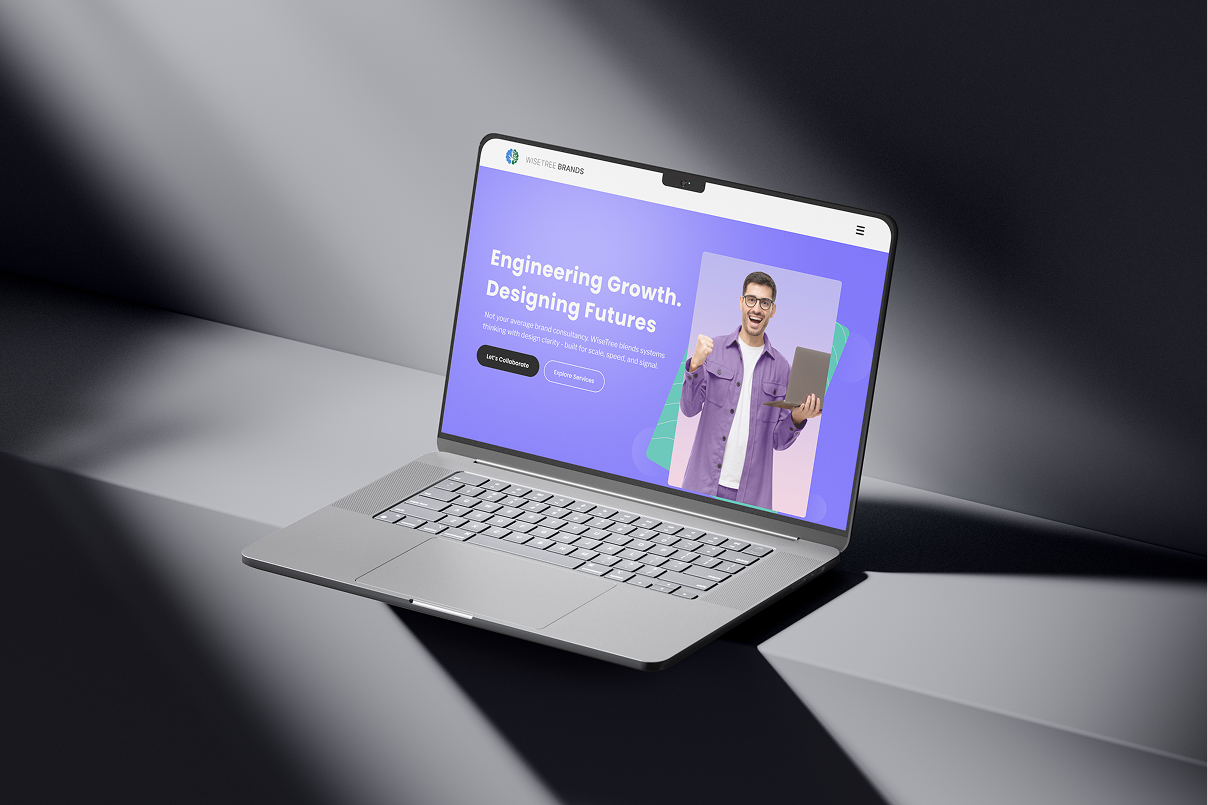 WISETREE BRANDS
Engineering Growth.
Designing Futures
Not your average brand consultancy. WiseTree blends systems
thinking with design clarity - built for scale, speed, and signal.
Let's Collaborate
Explore Services